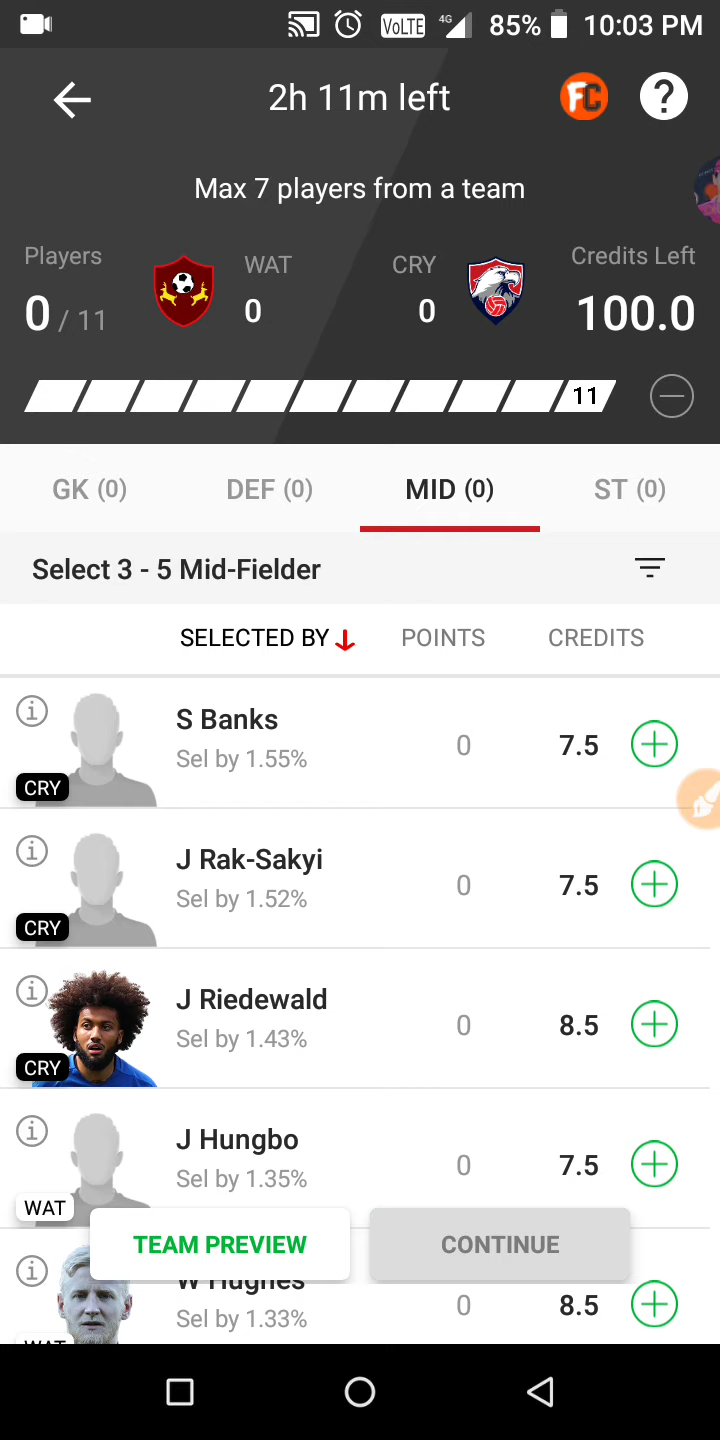 VoLTE 4G 85% 10:03 PM
2h 11m left FC ?
Max 7 players from a team
Players WAT CRY Credits Left
0 / 11 0 0 100.0
11
GK (0) DEF (0) MID (0) ST (0)
Select 3 - 5 Mid-Fielder
SELECTED BY POINTS CREDITS
S Banks
Sel by 1.55% 0 7.5
CRY
J Rak-Sakyi
Sel by 1.52% 0 7.5
CRY
J Riedewald
Sel by 1.43% 0 8.5
CRY
J Hungbo
Sel by 1.35% 0 7.5
WAT
TEAM PREVIEW CONTINUE
W Hughes
Sel by 1.33% 0 8.5
WAT